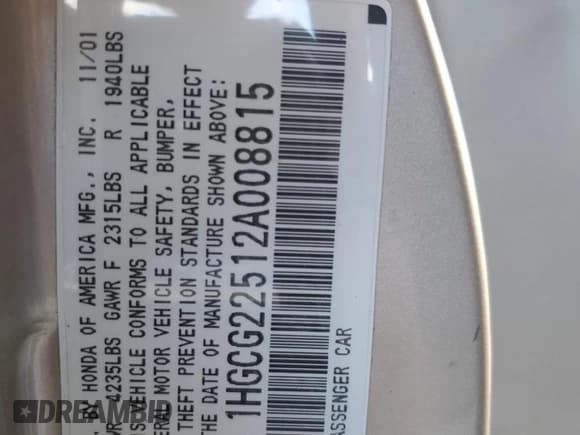 BY HONDA OF AMERICA MFG., INC. 11/01
4235LBS GAWR F 2315LBS R 1940LBS
VEHICLE CONFORMS TO ALL APPLICABLE
MOTOR VEHICLE SAFETY, BUMPER,
THEFT PREVENTION STANDARDS IN EFFECT
THE DATE OF MANUFACTURE SHOWN ABOVE:
1HGCG22512A008815
ASSENGER CAR
DREAMBID